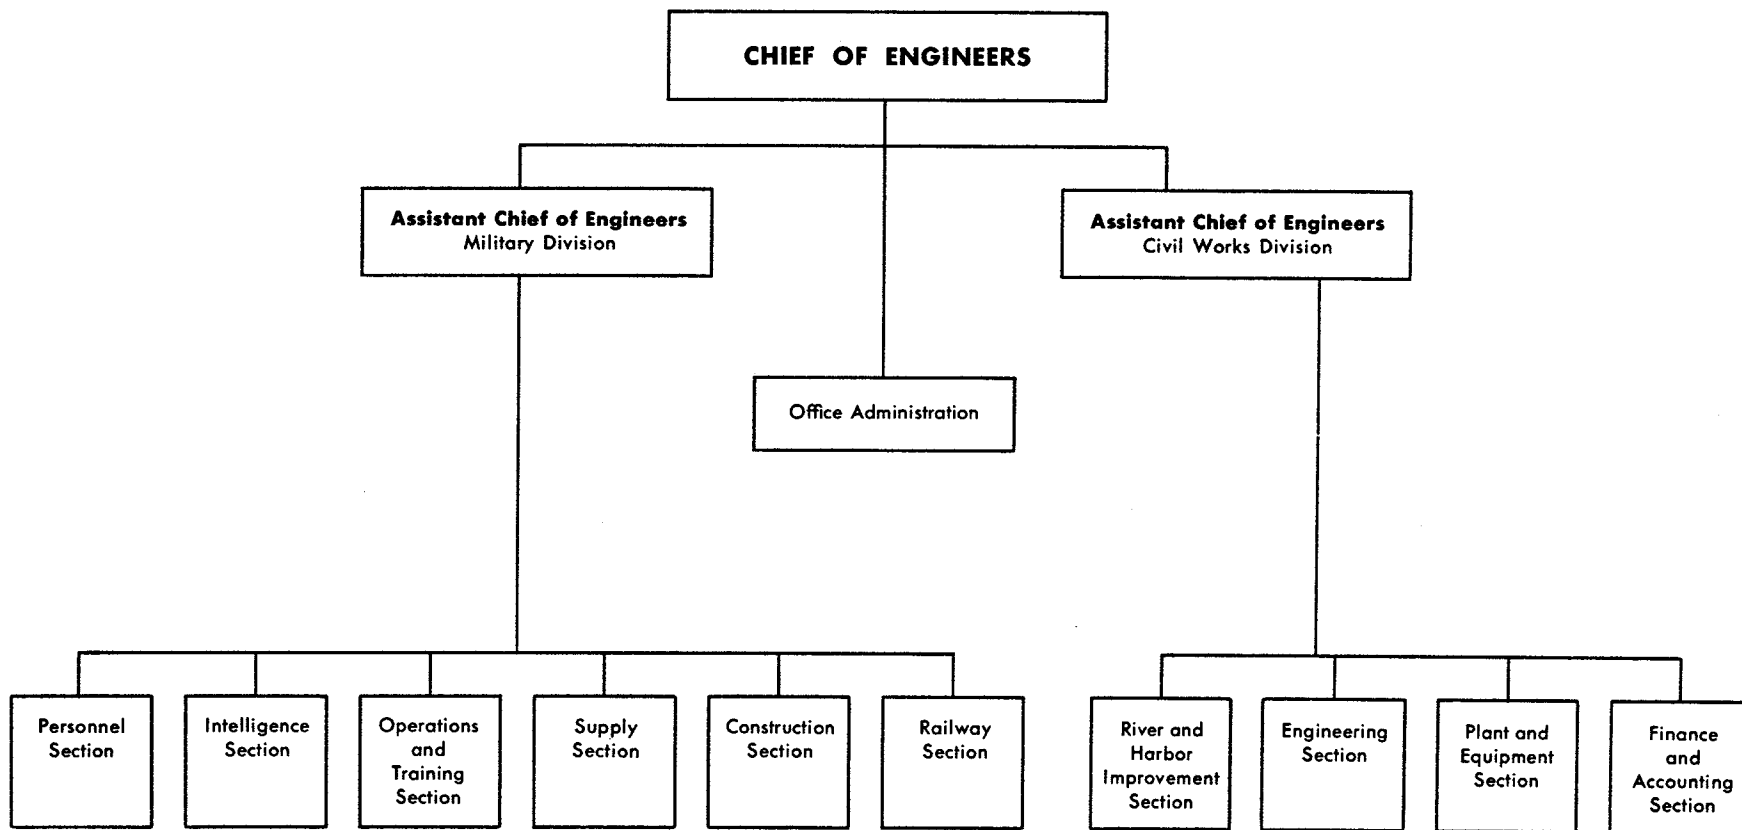 CHIEF OF ENGINEERS
Assistant Chief of Engineers
Military Division
Assistant Chief of Engineers
Civil Works Division
Office Administration
Personnel
Section
Intelligence
Section
Operations
and
Training
Section
Supply
Section
Construction
Section
Railway
Section
River and
Harbor
Improvement
Section
Engineering
Section
Plant and
Equipment
Section
Finance
and
Accounting
Section